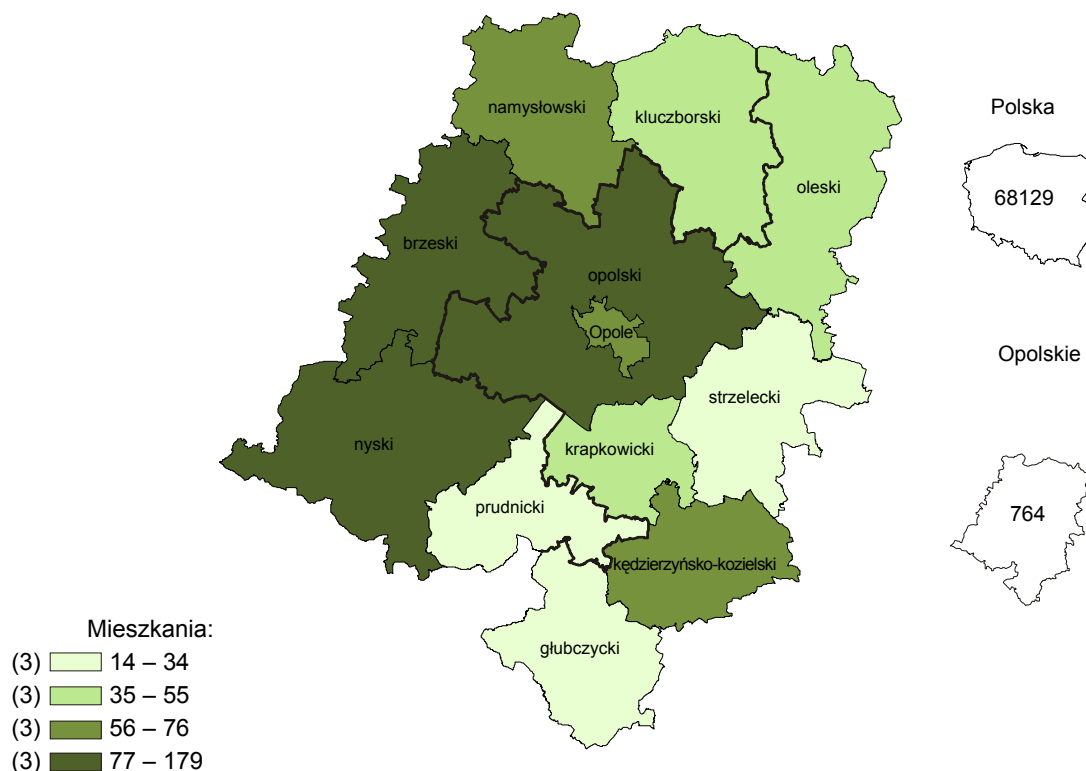 namysłowski
kluczborski
oleski
brzeski
opolski
Opole
strzelecki
nyski
krapkowicki
prudnicki
kędzierzyńsko-kozielski
głubczycki
Polska
68129
Opolskie
764
Mieszkania:
(3) 14 – 34
(3) 35 – 55
(3) 56 – 76
(3) 77 – 179